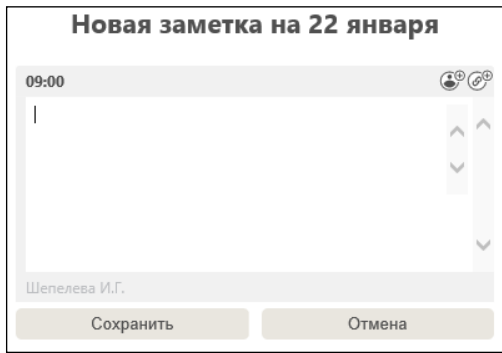 Новая заметка на 22 января
09:00
Шепелева И.Г.
Сохранить
Отмена